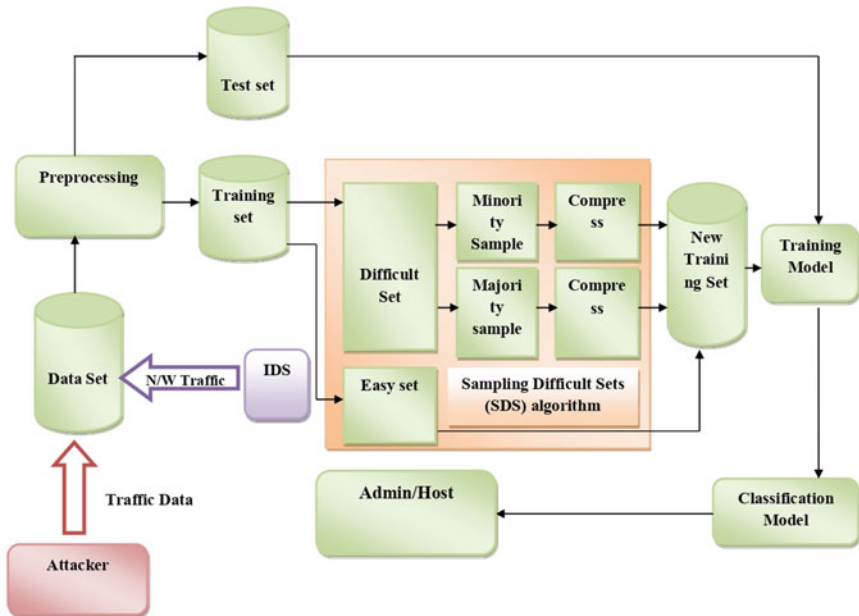 Test set
Preprocessing
Training
set
Minority
Sample
Compre
ss
Difficult
Set
Majori
ty
sample
Compre
ss
New
Traini
ng Set
Training
Model
Data Set
N/W Traffic
IDS
Easy set
Sampling Difficult Sets
(SDS) algorithm
Traffic Data
Admin/Host
Classification
Model
Attacker